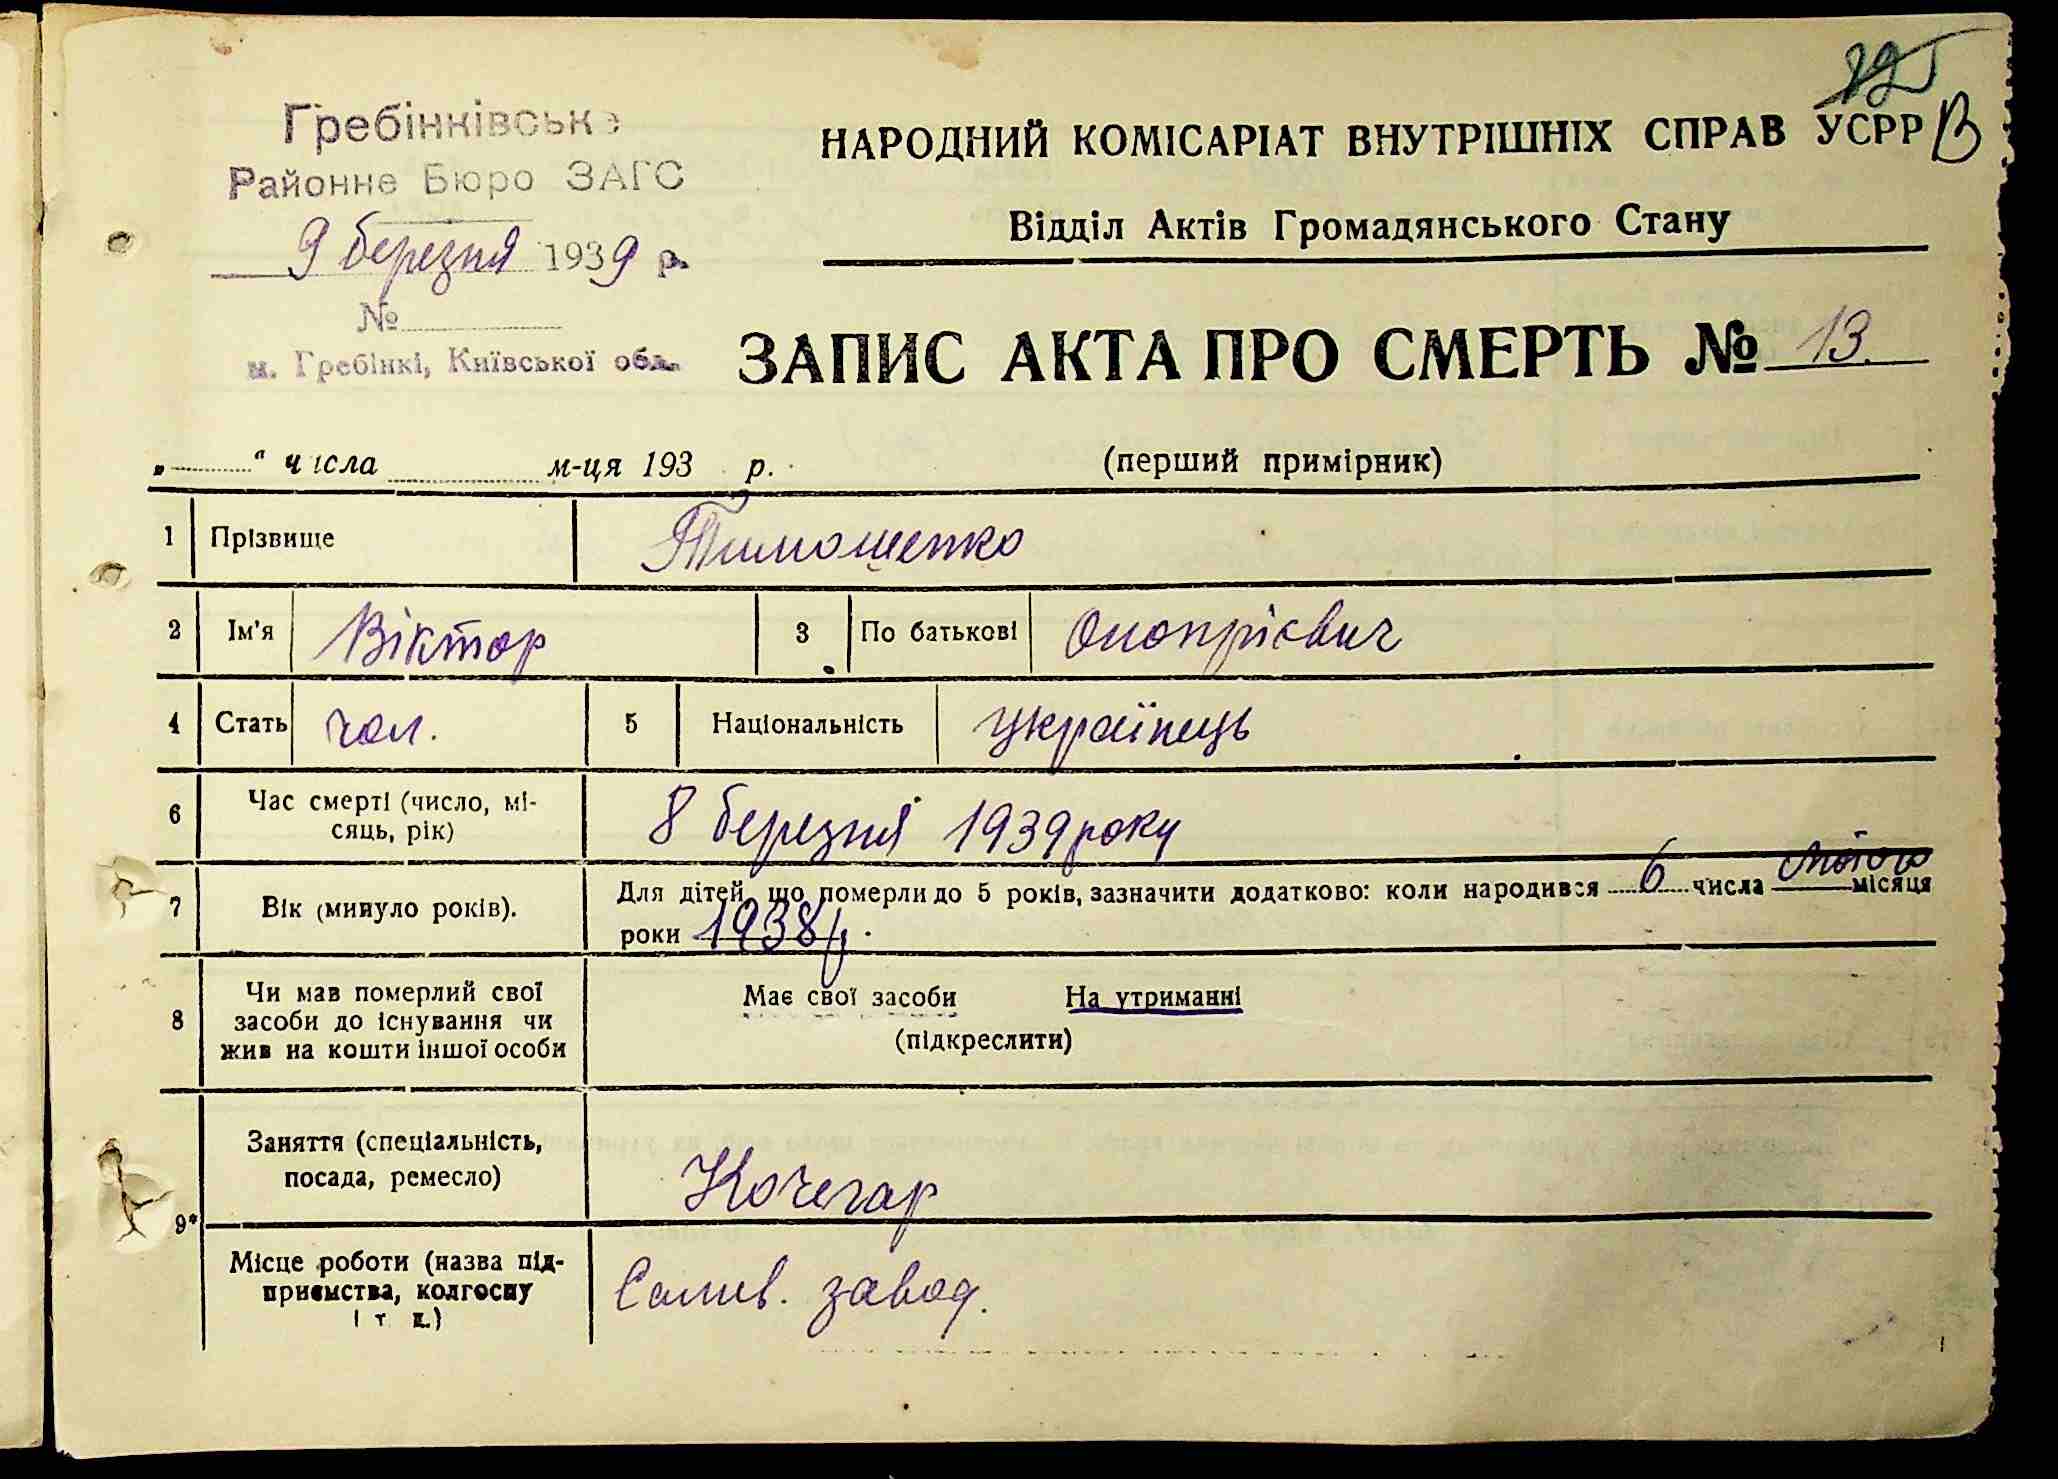 В
Гребінківське
Районне Бюро ЗАГС
9 березня 1939 р.
№
м. Гребінкі, Київської обл.
НАРОДНИЙ КОМІСАРІАТ ВНУТРІШНІХ СПРАВ УСРР
Відділ Актів Громадянського Стану
ЗАПИС АКТА ПРО СМЕРТЬ № 13.
„ “ числа м-ця 193 р.
(перший примірник)
1 Прізвище Тимошенко
2 Ім'я Віктор 3 По батькові Онопрієвич
4 Стать чол. 5 Національність українець
6 Час смерті (число, мі-
сяць, рік) 8 березня 1939 року
7 Вік (минуло років). Для дітей, що померли до 5 років, зазначити додатково: коли народився 6 числа лютого місяця
роки 1938 р.
8 Чи мав померлий свої
засоби до існування чи
жив на кошти іншої особи
Має свої засоби На утриманні
(підкреслити)
9* Заняття (спеціальність,
посада, ремесло) Кочегар
Місце роботи (назва під-
приємства, колгоспу
і т д.) завод.